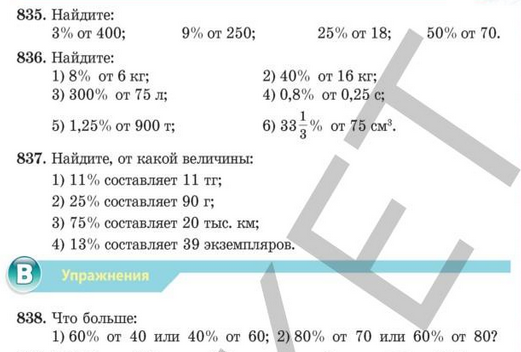 835. Найдите:
3% от 400; 9% от 250; 25% от 18; 50% от 70.
836. Найдите:
1) 8% от 6 кг; 2) 40% от 16 кг;
3) 300% от 75 л; 4) 0,8% от 0,25 с;
5) 1,25% от 900 т; 6) 33 1/3 % от 75 см³.
837. Найдите, от какой величины:
1) 11% составляет 11 тг;
2) 25% составляет 90 г;
3) 75% составляет 20 тыс. км;
4) 13% составляет 39 экземпляров.
B Упражнения
838. Что больше:
1) 60% от 40 или 40% от 60; 2) 80% от 70 или 60% от 80?